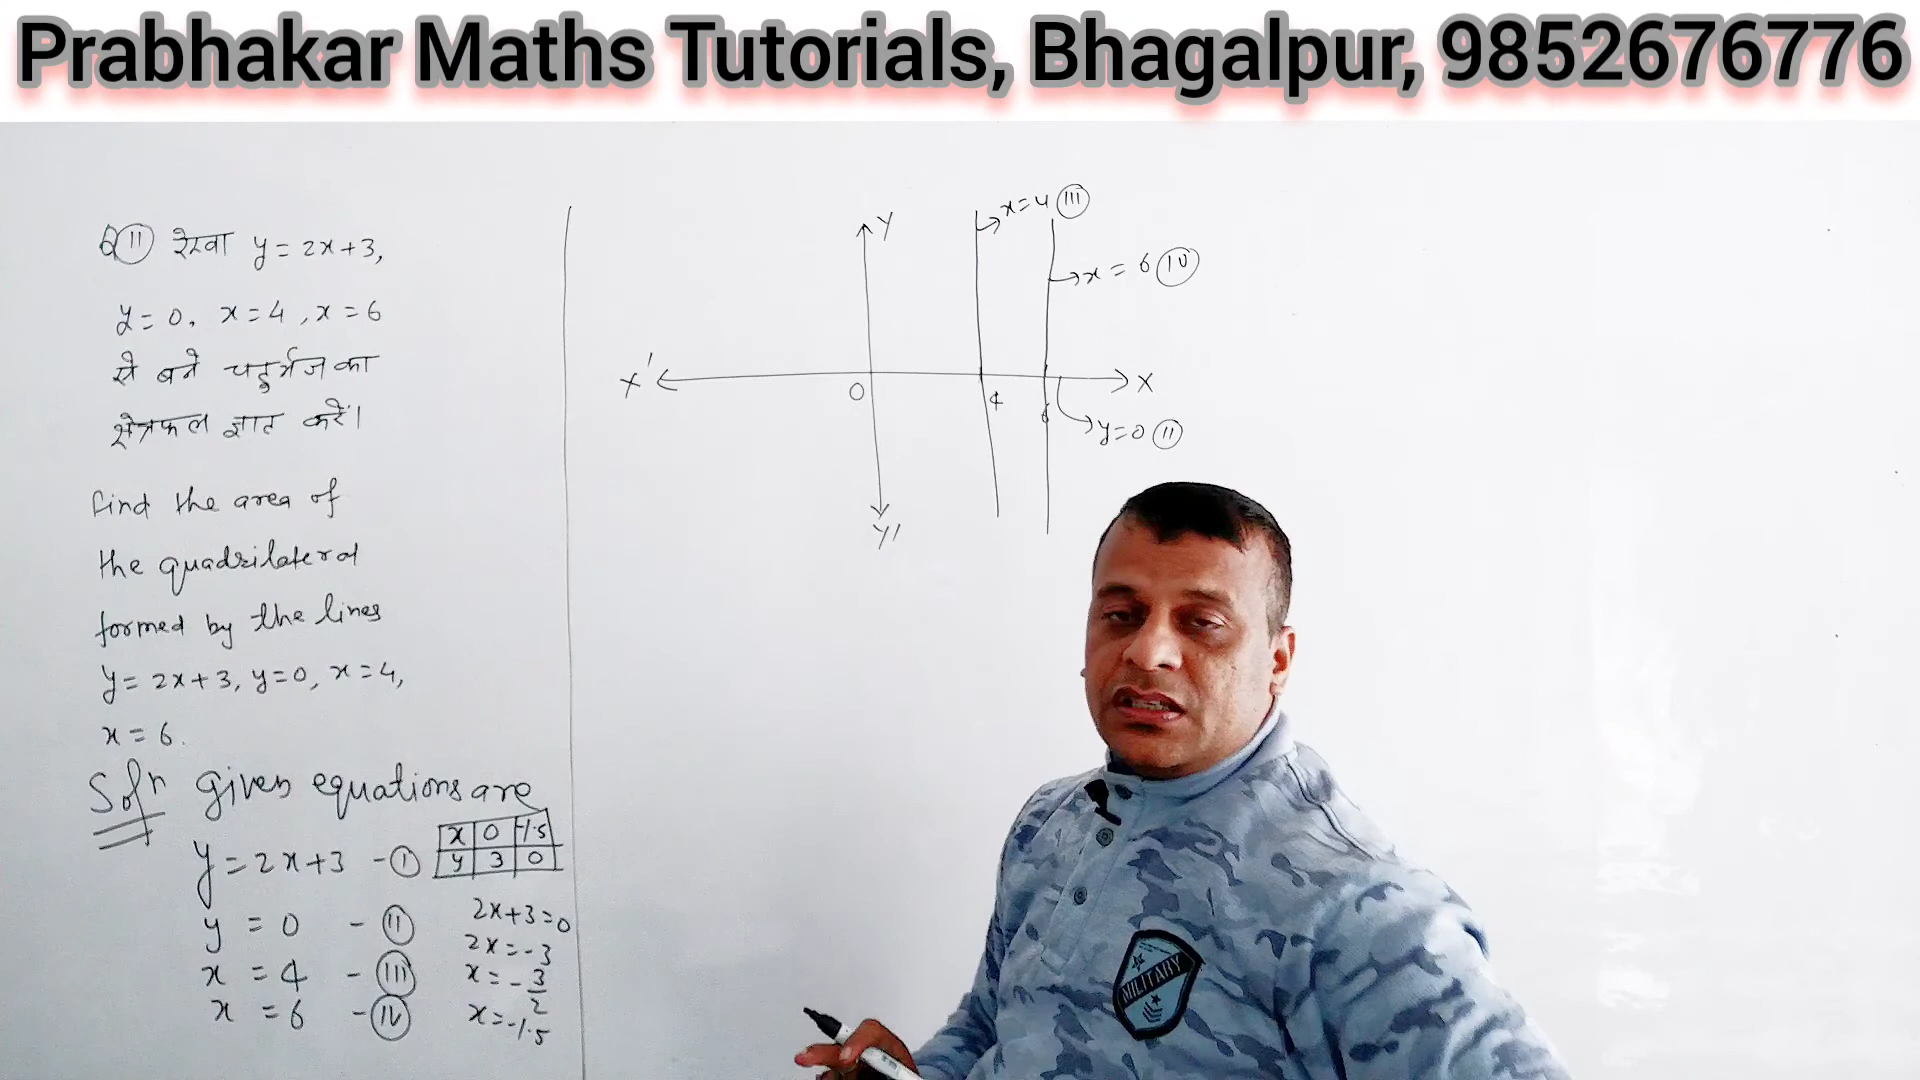 Prabhakar Maths Tutorials, Bhagalpur, 9852676776
Q 11 रेखा y = 2x+3,
y = 0, x = 4, x = 6
से बने चतुर्भुज का
क्षेत्रफल ज्ञात करें।
find the area of
the quadrilateral
formed by the lines
y = 2x+3, y=0, x=4,
x = 6.
Solⁿ given equations are
y = 2x+3 - I
x 0 -1.5
y 3 0
y = 0 - II
x = 4 - III
x = 6 - IV
2x+3=0
2x=-3
x=-3/2
x=-1.5
Y
x=4 III
x = 6 IV
X'
O
4
6
X
y=0 II
Y'
MILITARY